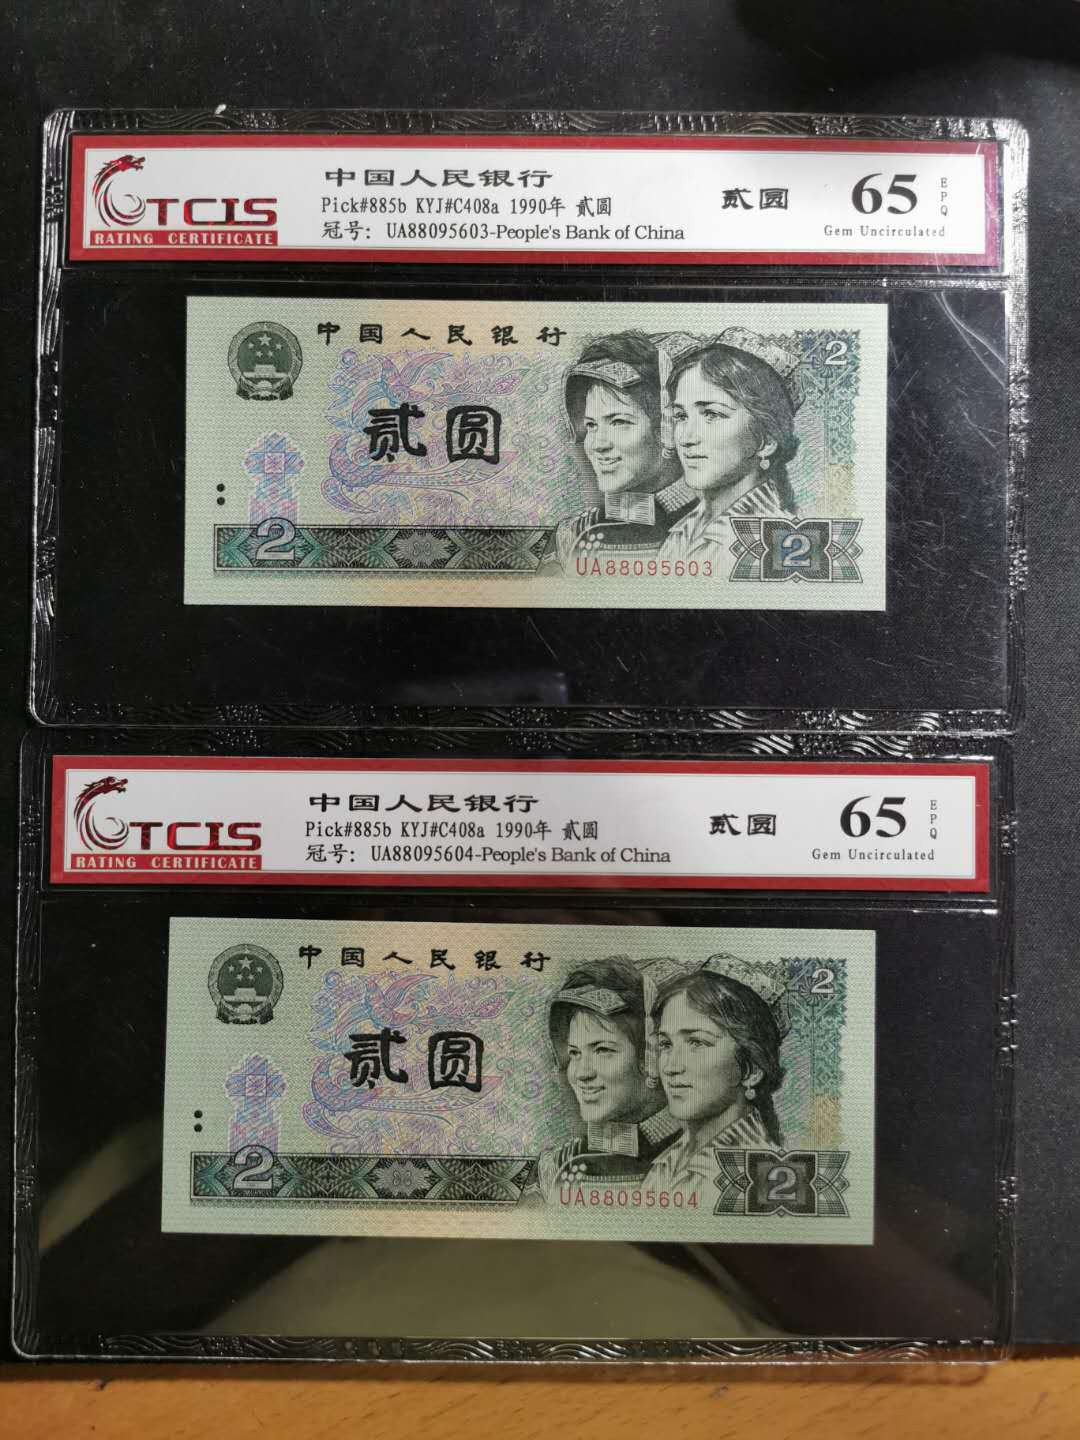 TCIS
RATING CERTIFICATE
中国人民银行
Pick#885b KYJ#C408a 1990年 贰圆
冠号: UA88095603-People's Bank of China
贰圆
65
EPQ
Gem Uncirculated
中国人民银行
2
贰圆
2
UA88095603
2
TCIS
RATING CERTIFICATE
中国人民银行
Pick#885b KYJ#C408a 1990年 贰圆
冠号: UA88095604-People's Bank of China
贰圆
65
EPQ
Gem Uncirculated
中国人民银行
2
贰圆
2
88
UA88095604
2